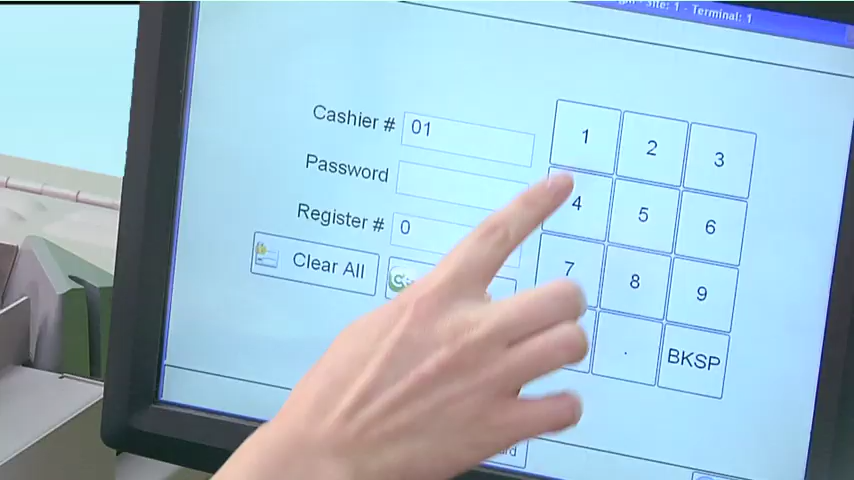 Site: 1 - Terminal: 1
Cashier # 01
Password
Register # 0
Clear All
1 2 3
4 5 6
7 8 9
. BKSP